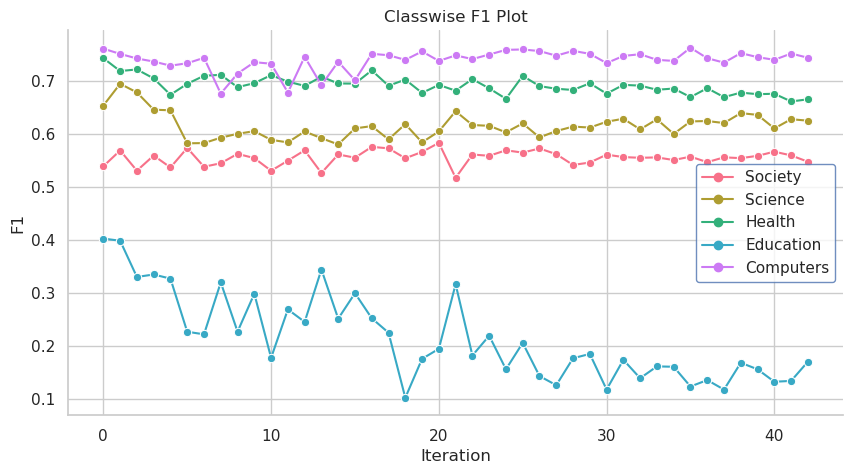 Classwise F1 Plot
F1
0.7
0.6
0.5
0.4
0.3
0.2
0.1
0
10
20
30
40
Iteration
Society
Science
Health
Education
Computers